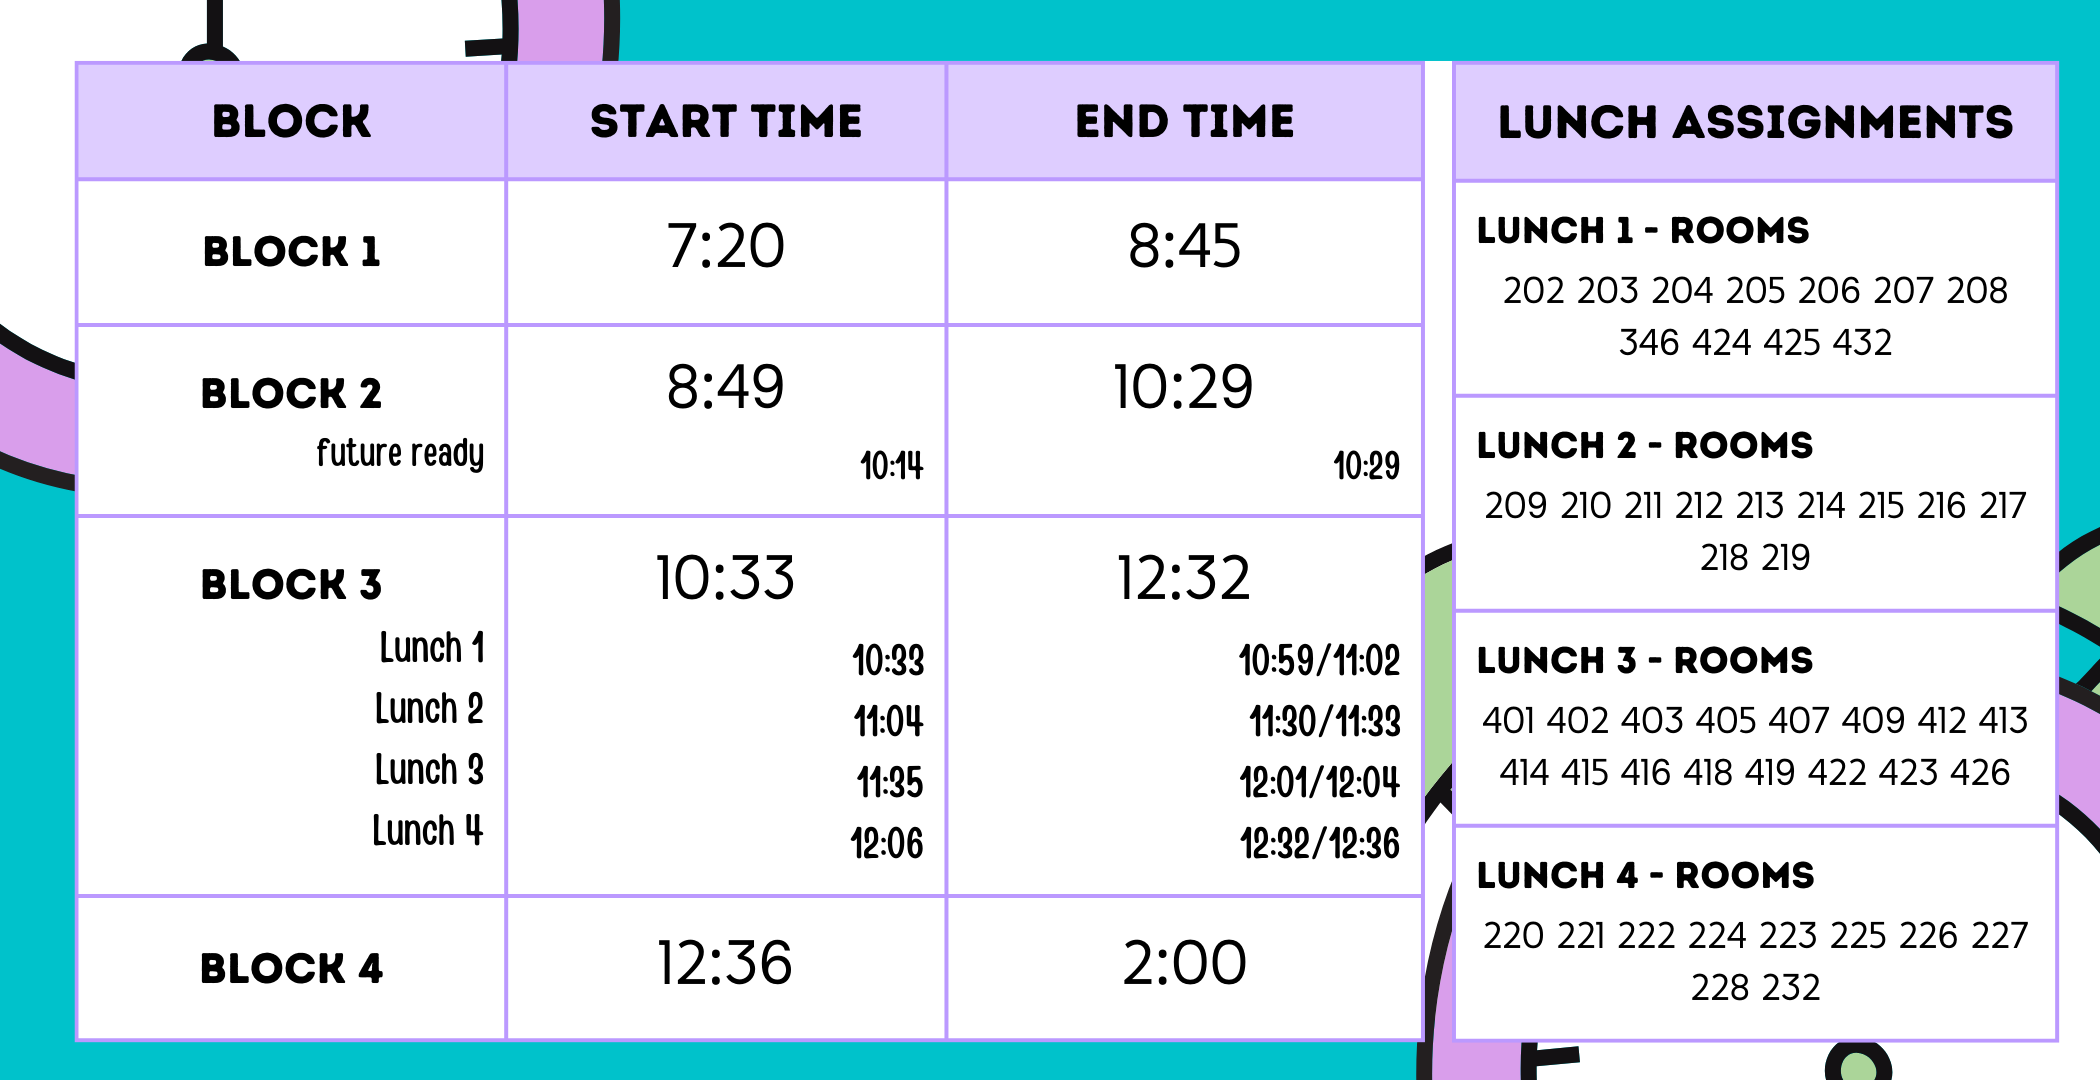 BLOCK START TIME END TIME
BLOCK 1 7:20 8:45
BLOCK 2 8:49 10:29
future ready 10:14 10:29
BLOCK 3 10:33 12:32
Lunch 1 10:33 10:59/11:02
Lunch 2 11:04 11:30/11:33
Lunch 3 11:35 12:01/12:04
Lunch 4 12:06 12:32/12:36
BLOCK 4 12:36 2:00
LUNCH ASSIGNMENTS
LUNCH 1 - ROOMS
202 203 204 205 206 207 208
346 424 425 432
LUNCH 2 - ROOMS
209 210 211 212 213 214 215 216 217
218 219
LUNCH 3 - ROOMS
401 402 403 405 407 409 412 413
414 415 416 418 419 422 423 426
LUNCH 4 - ROOMS
220 221 222 224 223 225 226 227
228 232